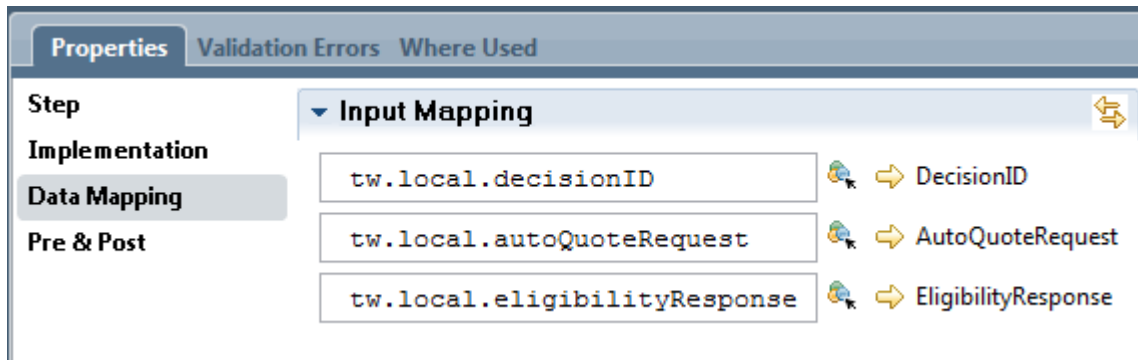 Properties Validation Errors Where Used
Step
Implementation
Data Mapping
Pre & Post
Input Mapping
tw.local.decisionID DecisionID
tw.local.autoQuoteRequest AutoQuoteRequest
tw.local.eligibilityResponse EligibilityResponse